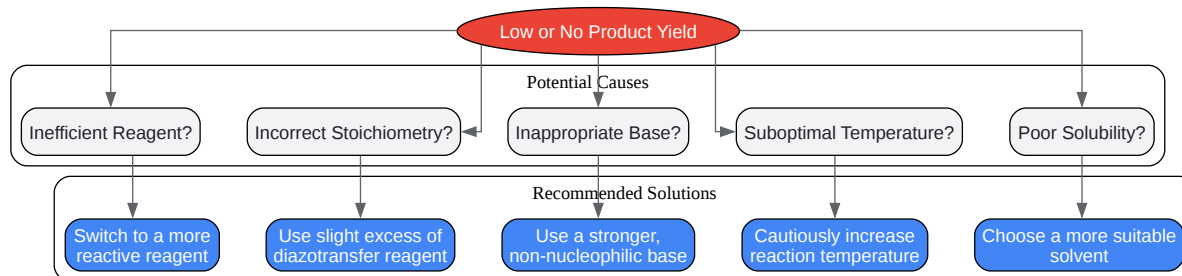 Low or No Product Yield
Potential Causes
Inefficient Reagent?
Incorrect Stoichiometry?
Inappropriate Base?
Suboptimal Temperature?
Poor Solubility?
Recommended Solutions
Switch to a more
reactive reagent
Use slight excess of
diazotransfer reagent
Use a stronger,
non-nucleophilic base
Cautiously increase
reaction temperature
Choose a more suitable
solvent